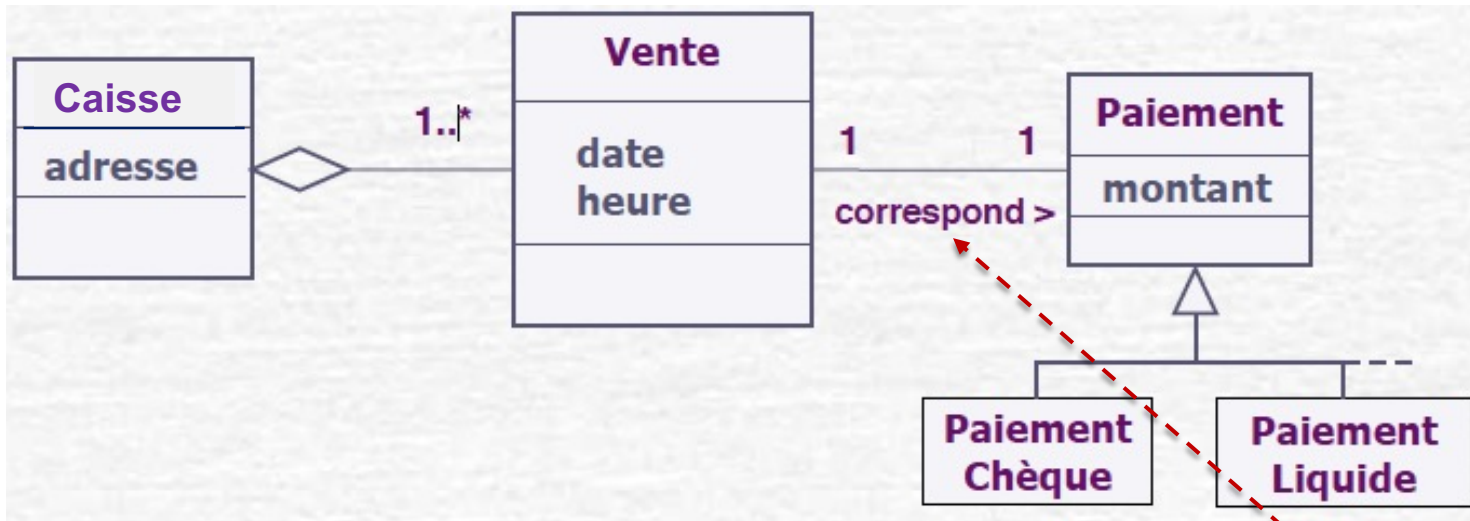 Caisse
adresse
1..*
Vente
date
heure
1 1
correspond >
Paiement
montant
Paiement
Chèque
Paiement
Liquide